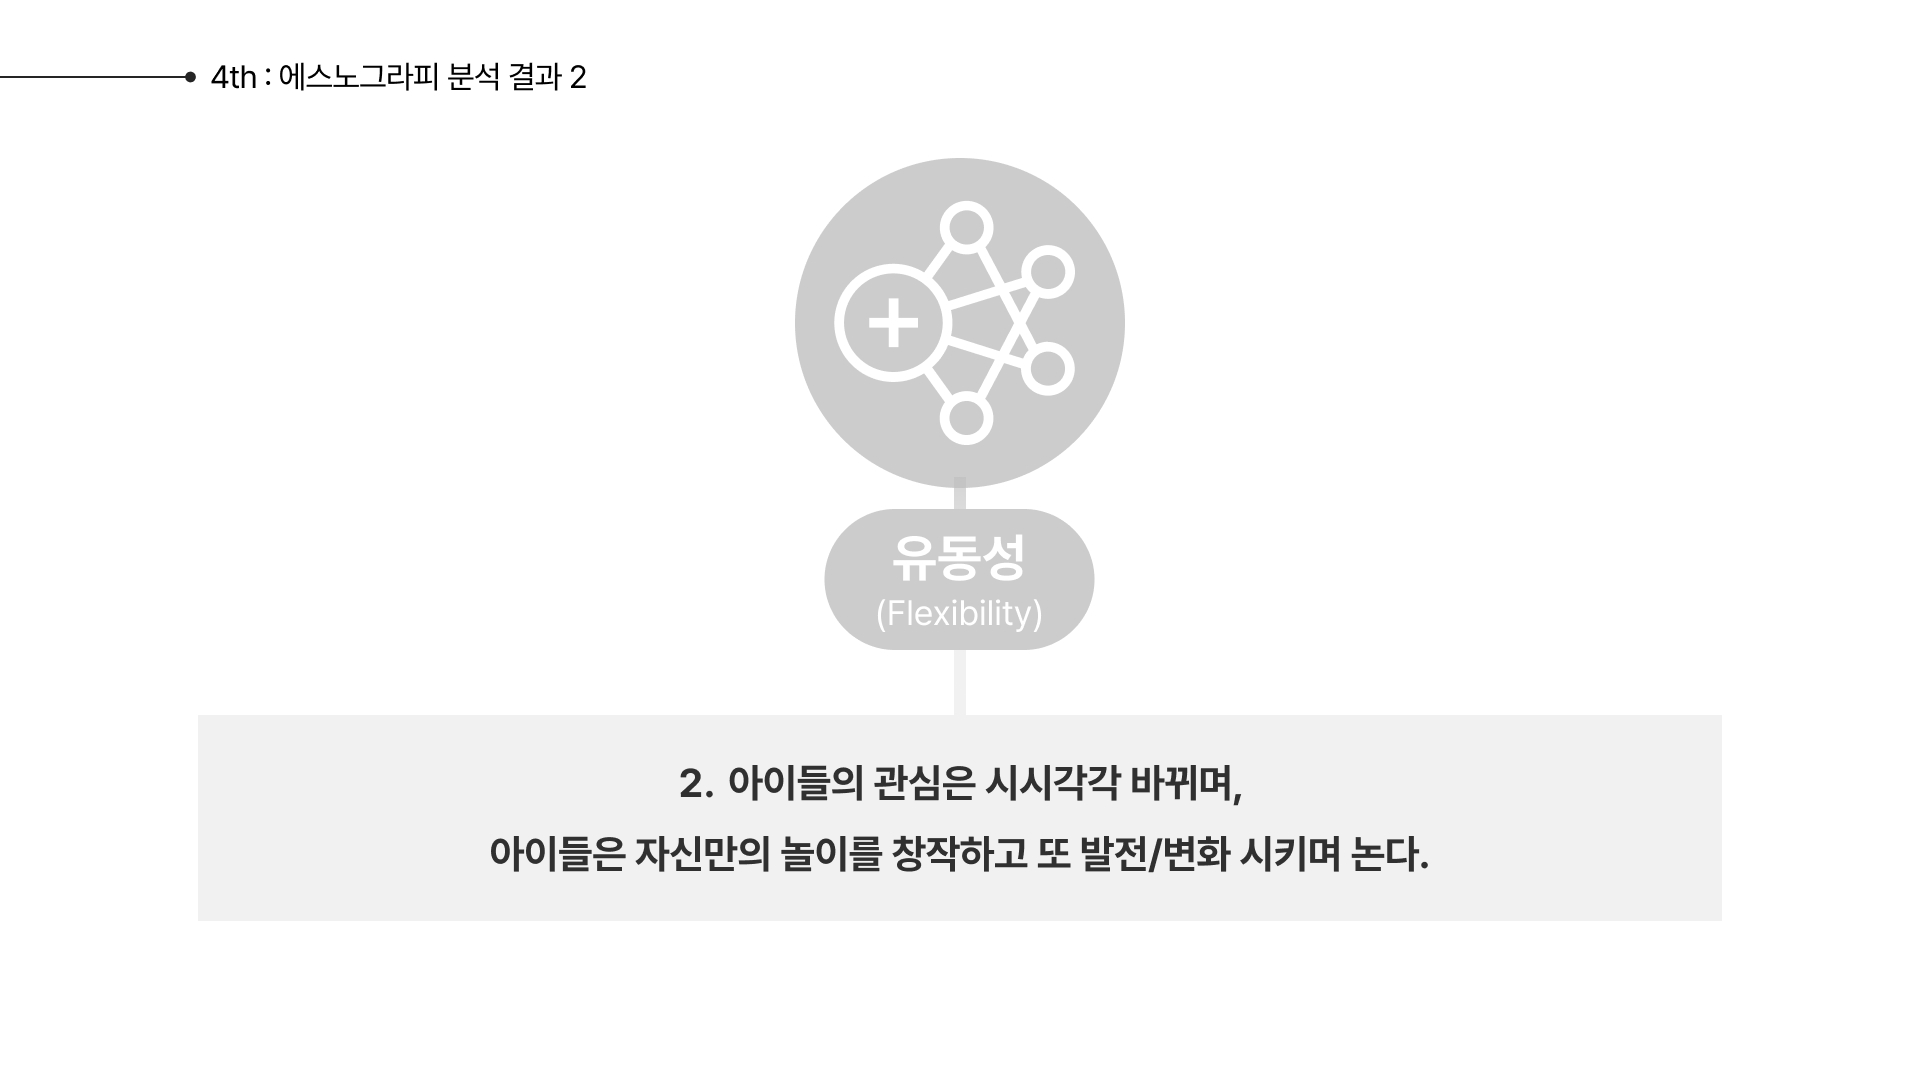 4th : 에스노그라피 분석 결과 2
유동성
(Flexibility)
2. 아이들의 관심은 시시각각 바뀌며,
아이들은 자신만의 놀이를 창작하고 또 발전/변화 시키며 논다.